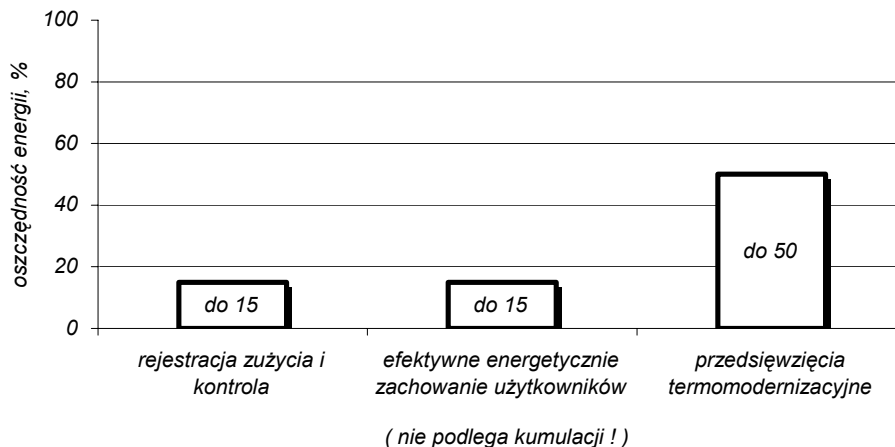 100
80
60
40
20
0
oszczędność energii, %
do 15
do 15
do 50
rejestracja zużycia i
kontrola
efektywne energetycznie
zachowanie użytkowników
przedsięwzięcia
termomodernizacyjne
( nie podlega kumulacji ! )